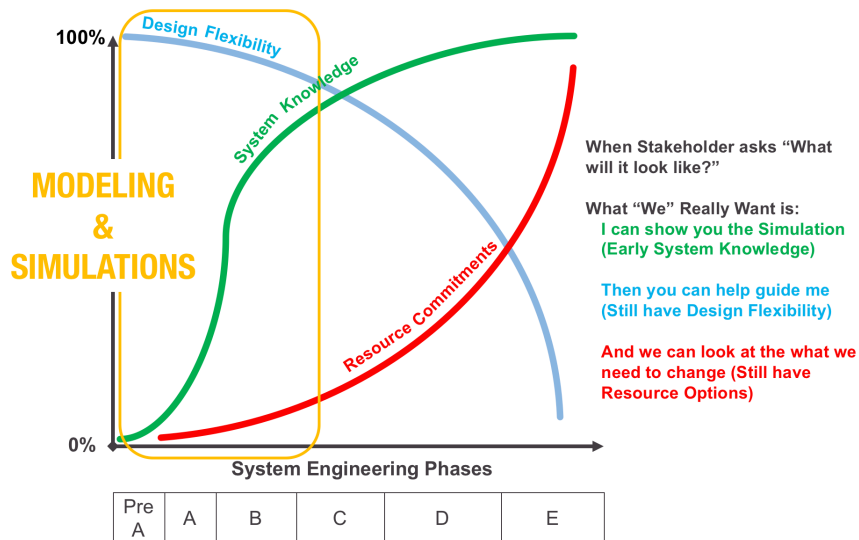 Design Flexibility
100%
System Knowledge
MODELING
&
SIMULATIONS
Resource Commitments
0%
System Engineering Phases
Pre
A
A
B
C
D
E
When Stakeholder asks “What
will it look like?”
What “We” Really Want is:
I can show you the Simulation
(Early System Knowledge)
Then you can help guide me
(Still have Design Flexibility)
And we can look at the what we
need to change (Still have
Resource Options)